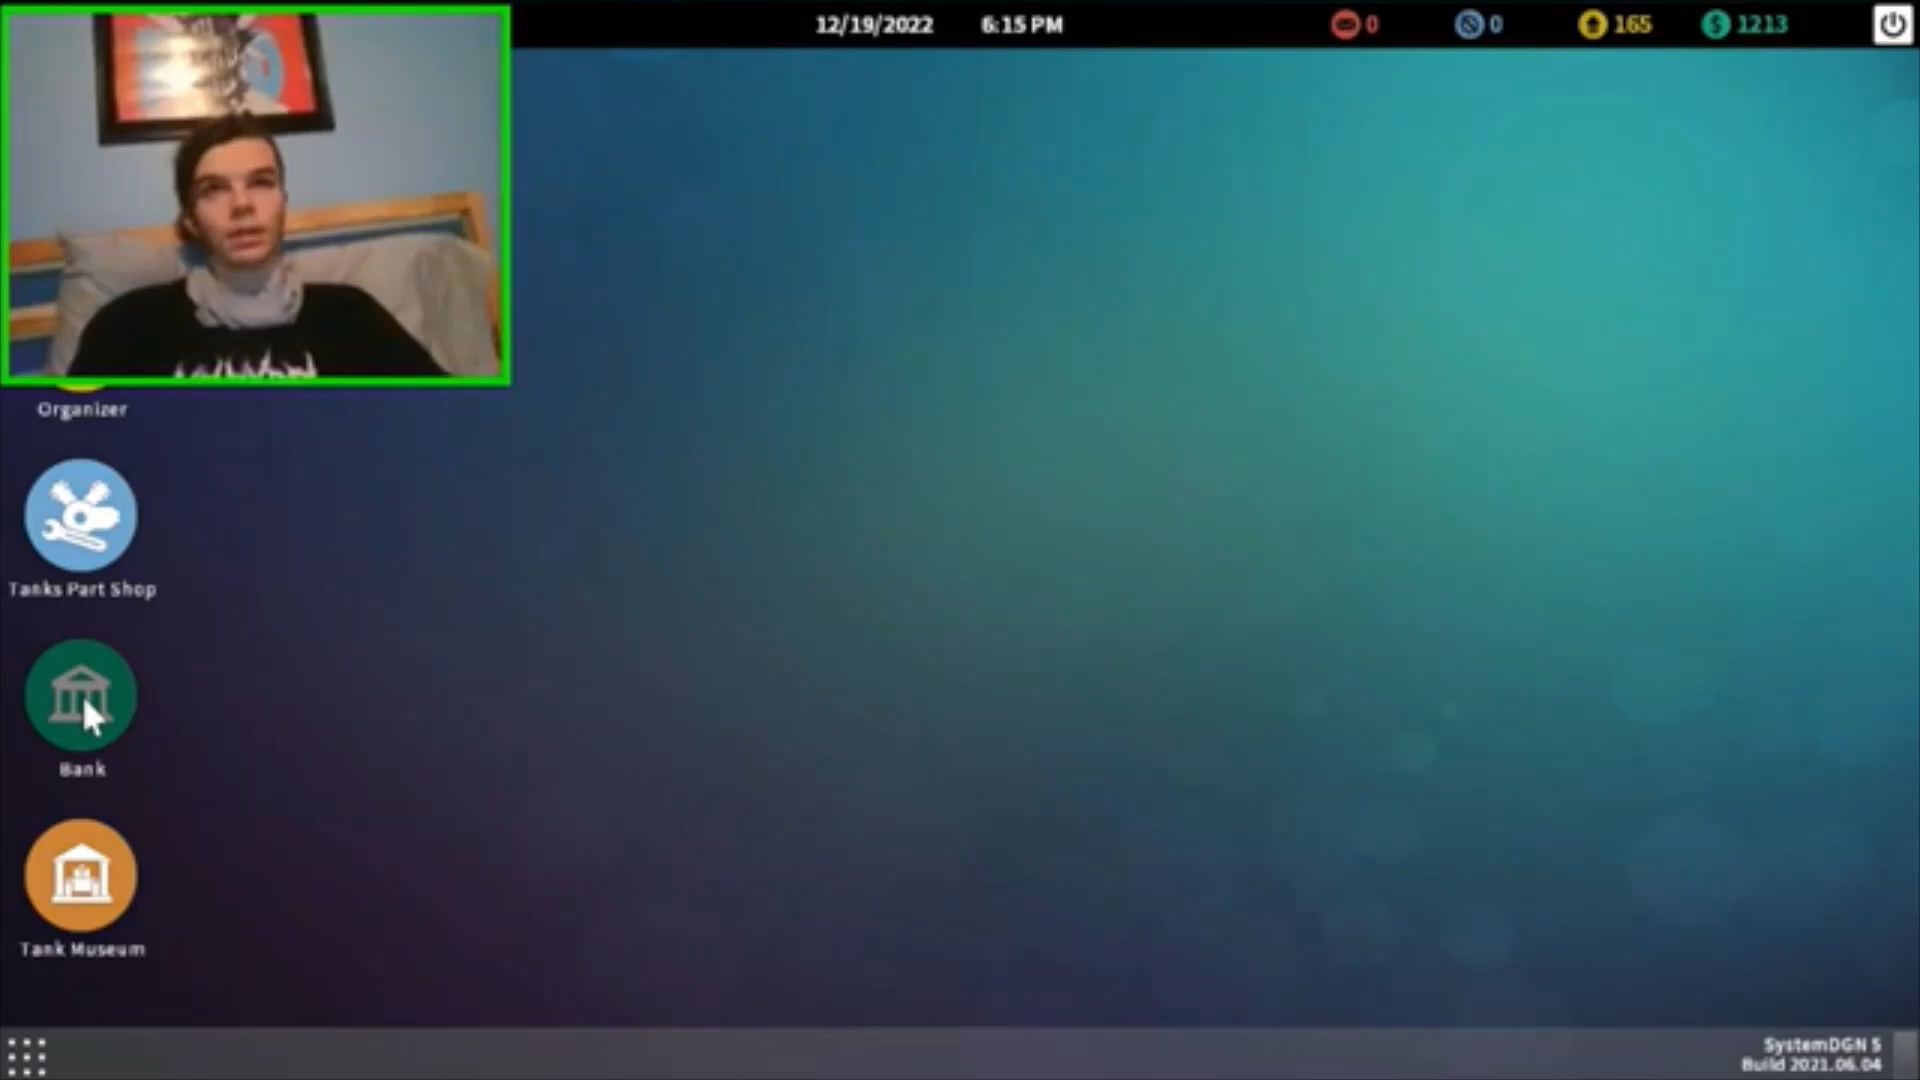 12/19/2022 6:15 PM 0 0 165 1213
Organizer
Tanks Part Shop
Bank
Tank Museum
SystemDGN 5
Build 2021.06.04